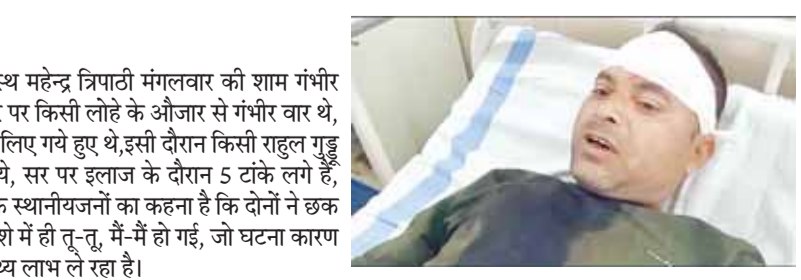 स्थ महेन्द्र त्रिपाठी मंगलवार की शाम गंभीर
पर किसी लोहे के औजार से गंभीर वार थे,
लिए गये हुए थे,इसी दौरान किसी राहुल गुड्डू
ये, सर पर इलाज के दौरान 5 टांके लगे हैं,
स्थानीयजनों का कहना है कि दोनों ने छक
शे में ही तू-तू, मैं-मैं हो गई, जो घटना कारण
थ्य लाभ ले रहा है।